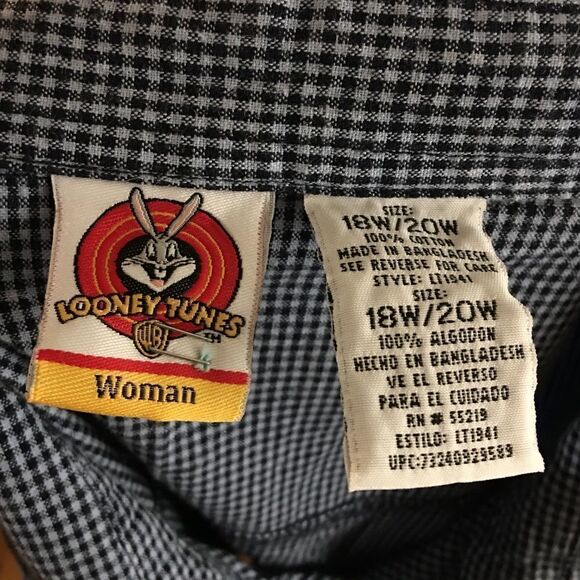 LOONEY TUNES
WB
Woman
SIZE:
18W/20W
100% COTTON
MADE IN BANGLADESH
SEE REVERSE FOR CARE
STYLE: LT1941
SIZE:
18W/20W
100% ALGODON
HECHO EN BANGLADESH
VE EL REVERSO
PARA EL CUIDADO
RN # 55219
ESTILO: LT1941
UPC:73240929589